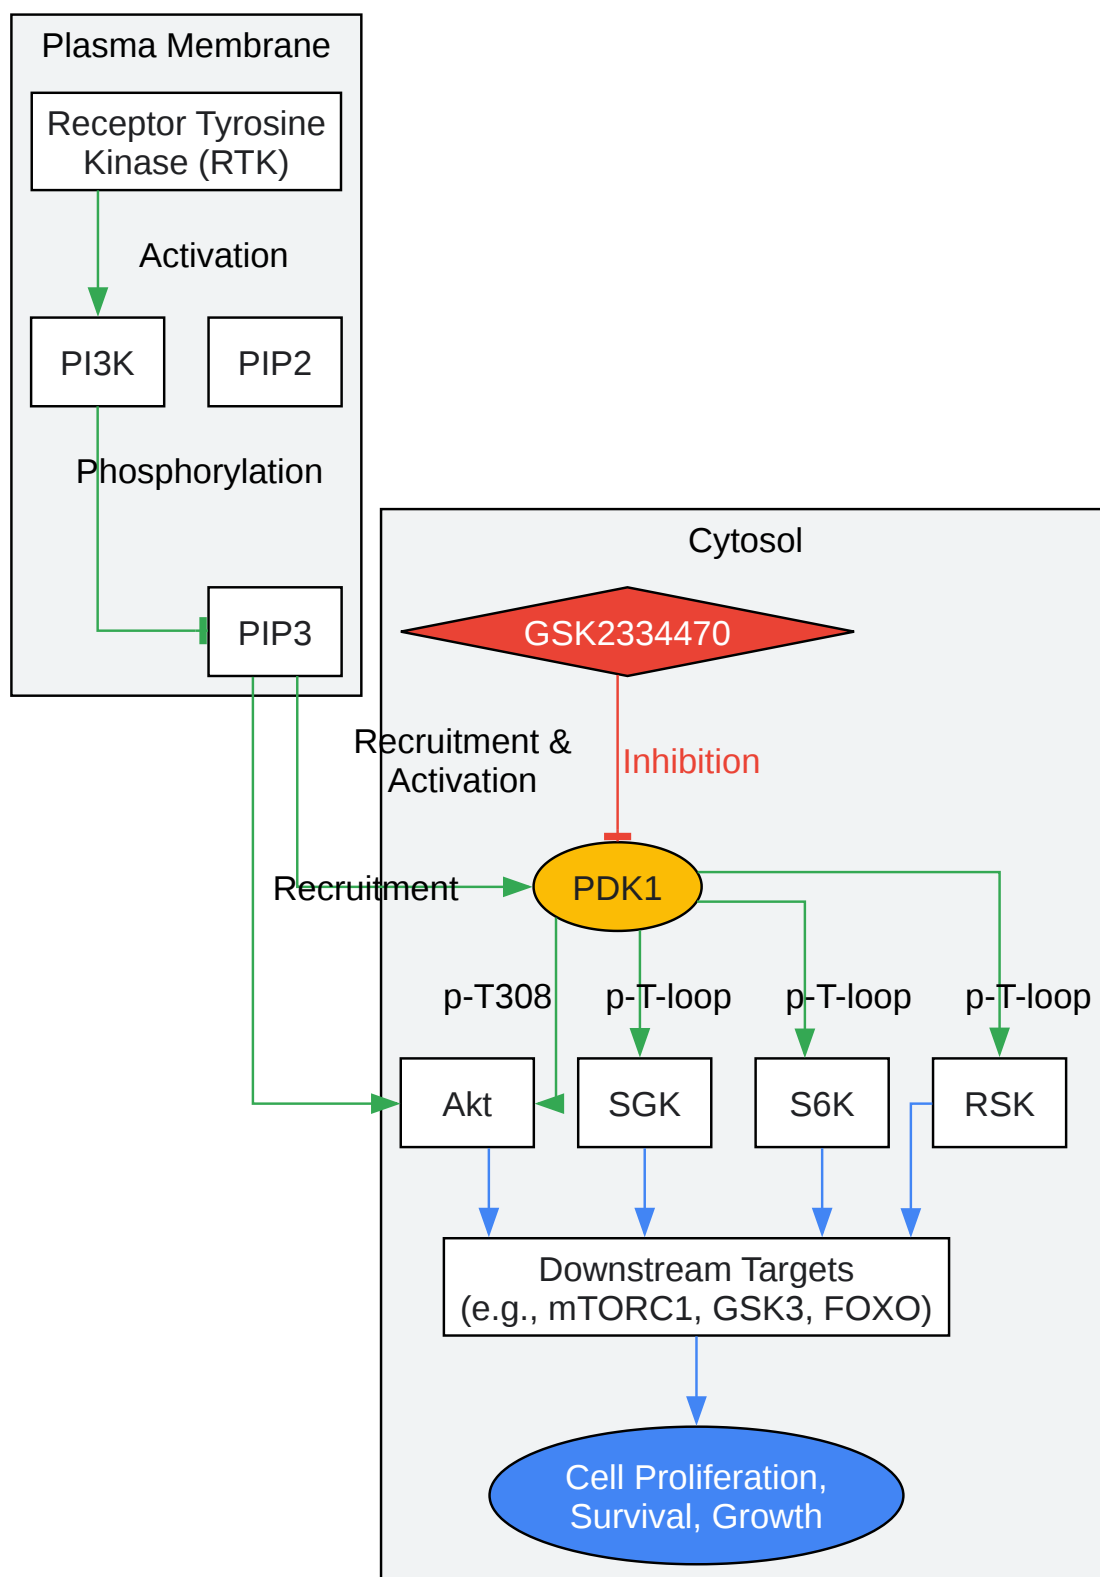 Plasma Membrane
Receptor Tyrosine
Kinase (RTK)
Activation
PI3K
PIP2
Phosphorylation
PIP3
Cytosol
GSK2334470
Recruitment &
Activation
Inhibition
Recruitment
PDK1
p-T308
p-T-loop
p-T-loop
p-T-loop
Akt
SGK
S6K
RSK
Downstream Targets
(e.g., mTORC1, GSK3, FOXO)
Cell Proliferation,
Survival, Growth